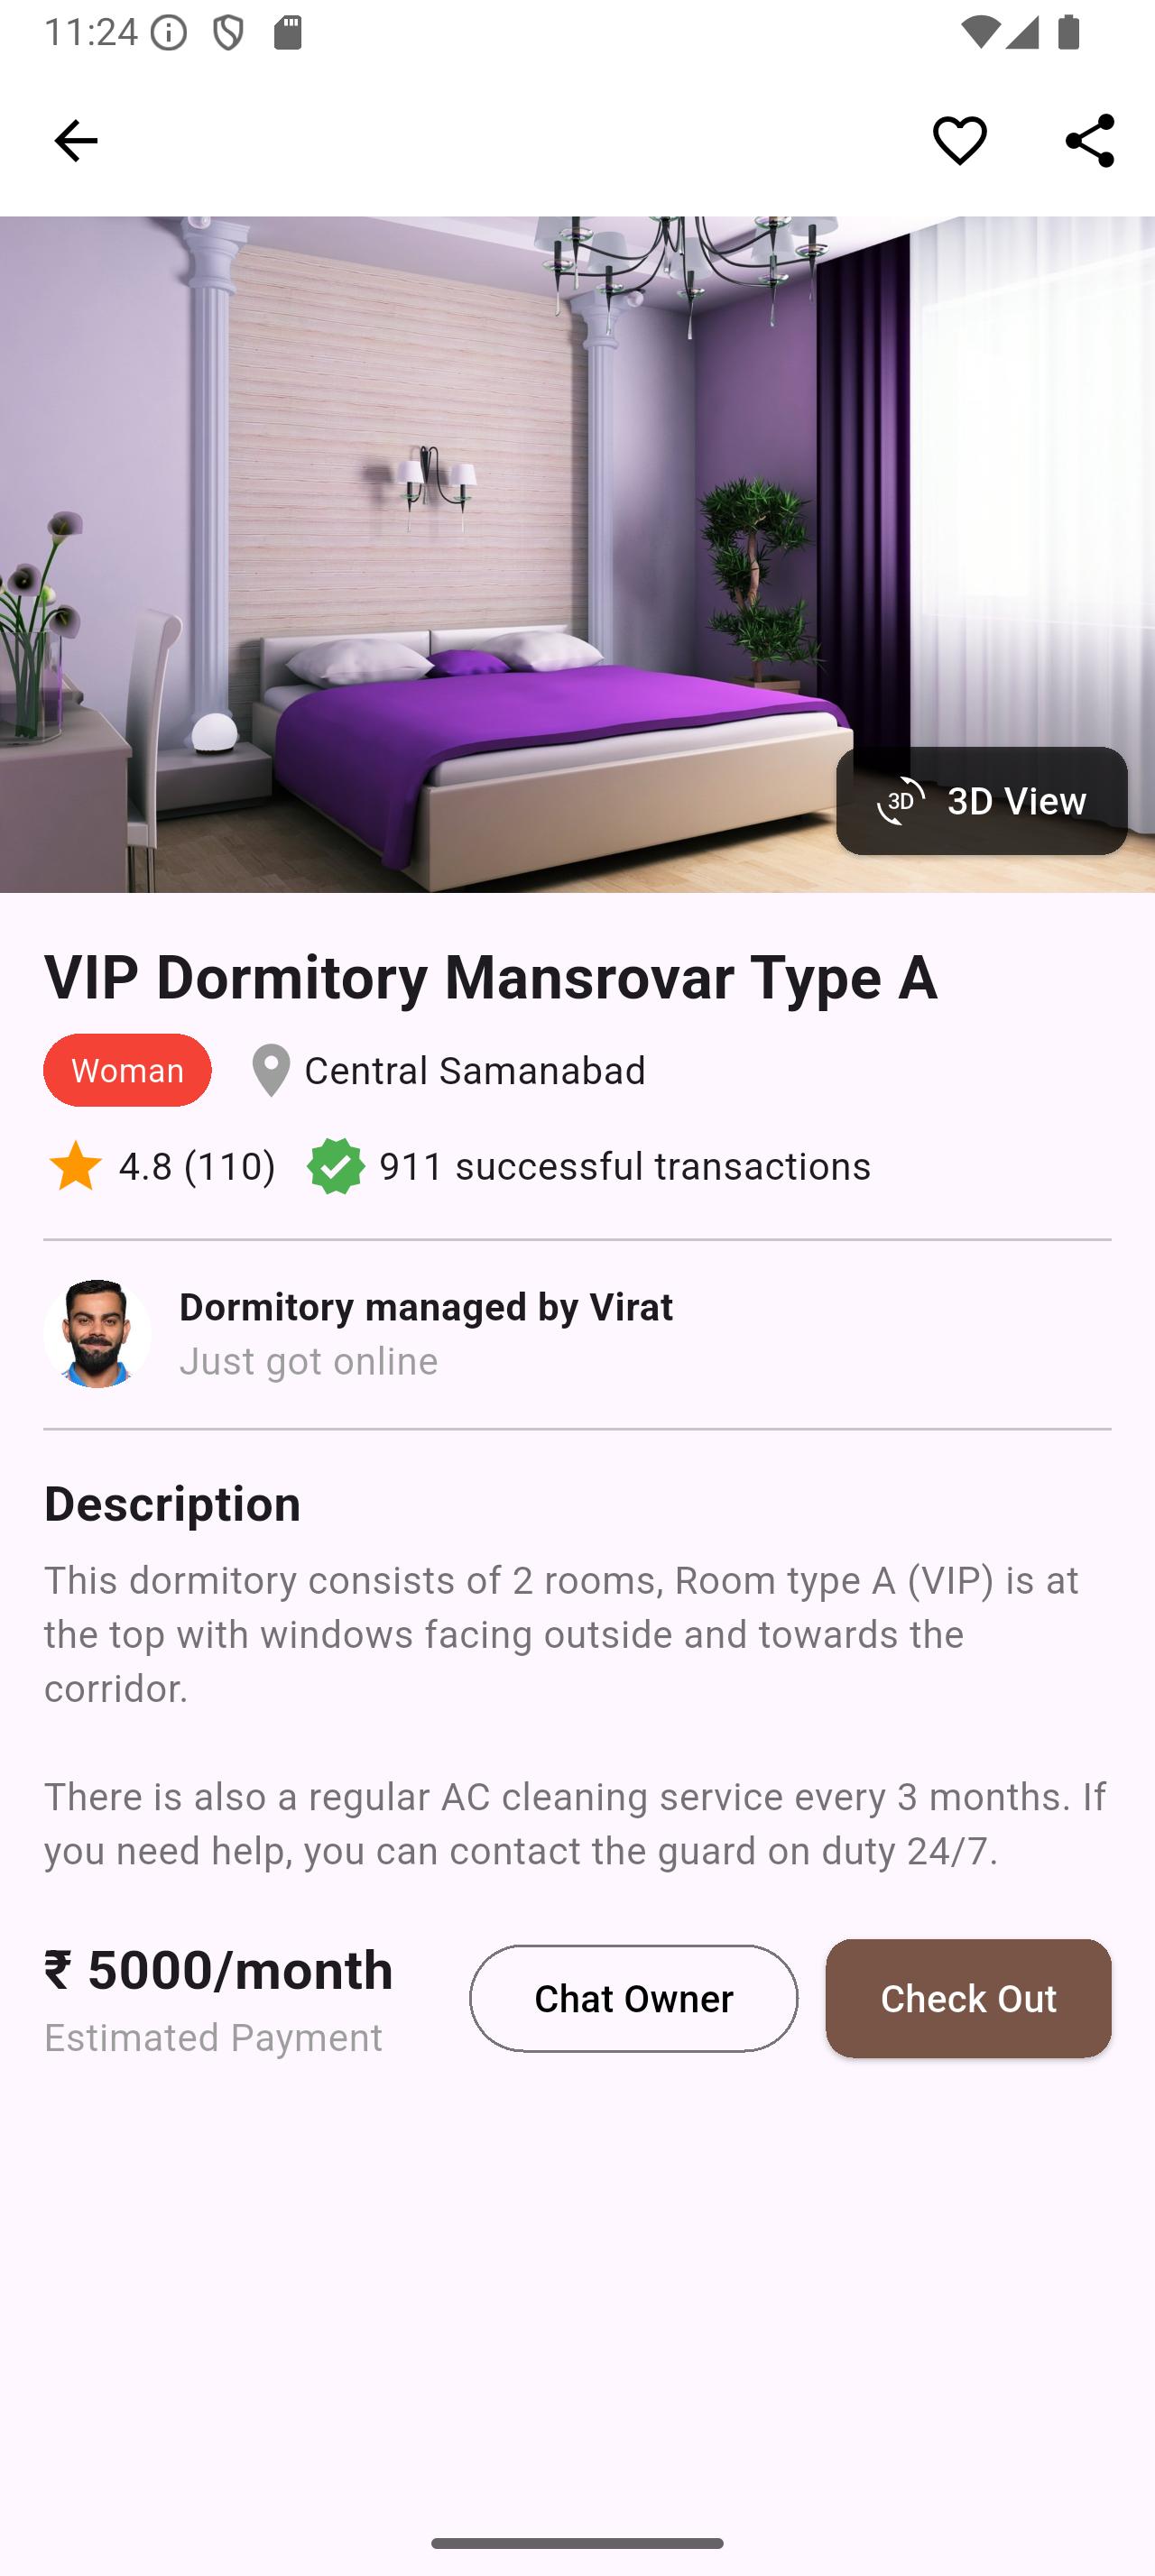 11:24
3D 3D View
VIP Dormitory Mansrovar Type A
Woman Central Samanabad
4.8 (110) 911 successful transactions
Dormitory managed by Virat
Just got online
Description
This dormitory consists of 2 rooms, Room type A (VIP) is at
the top with windows facing outside and towards the
corridor.
There is also a regular AC cleaning service every 3 months. If
you need help, you can contact the guard on duty 24/7.
₹ 5000/month
Estimated Payment
Chat Owner
Check Out